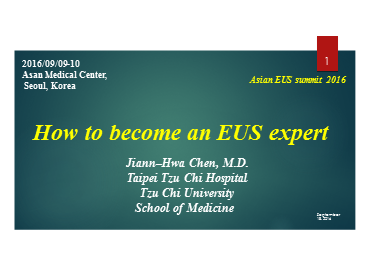 2016/09/09-10
Asan Medical Center,
Seoul, Korea
1
Asian EUS summit 2016
How to become an EUS expert
Jiann–Hwa Chen, M.D.
Taipei Tzu Chi Hospital
Tzu Chi University
School of Medicine
September